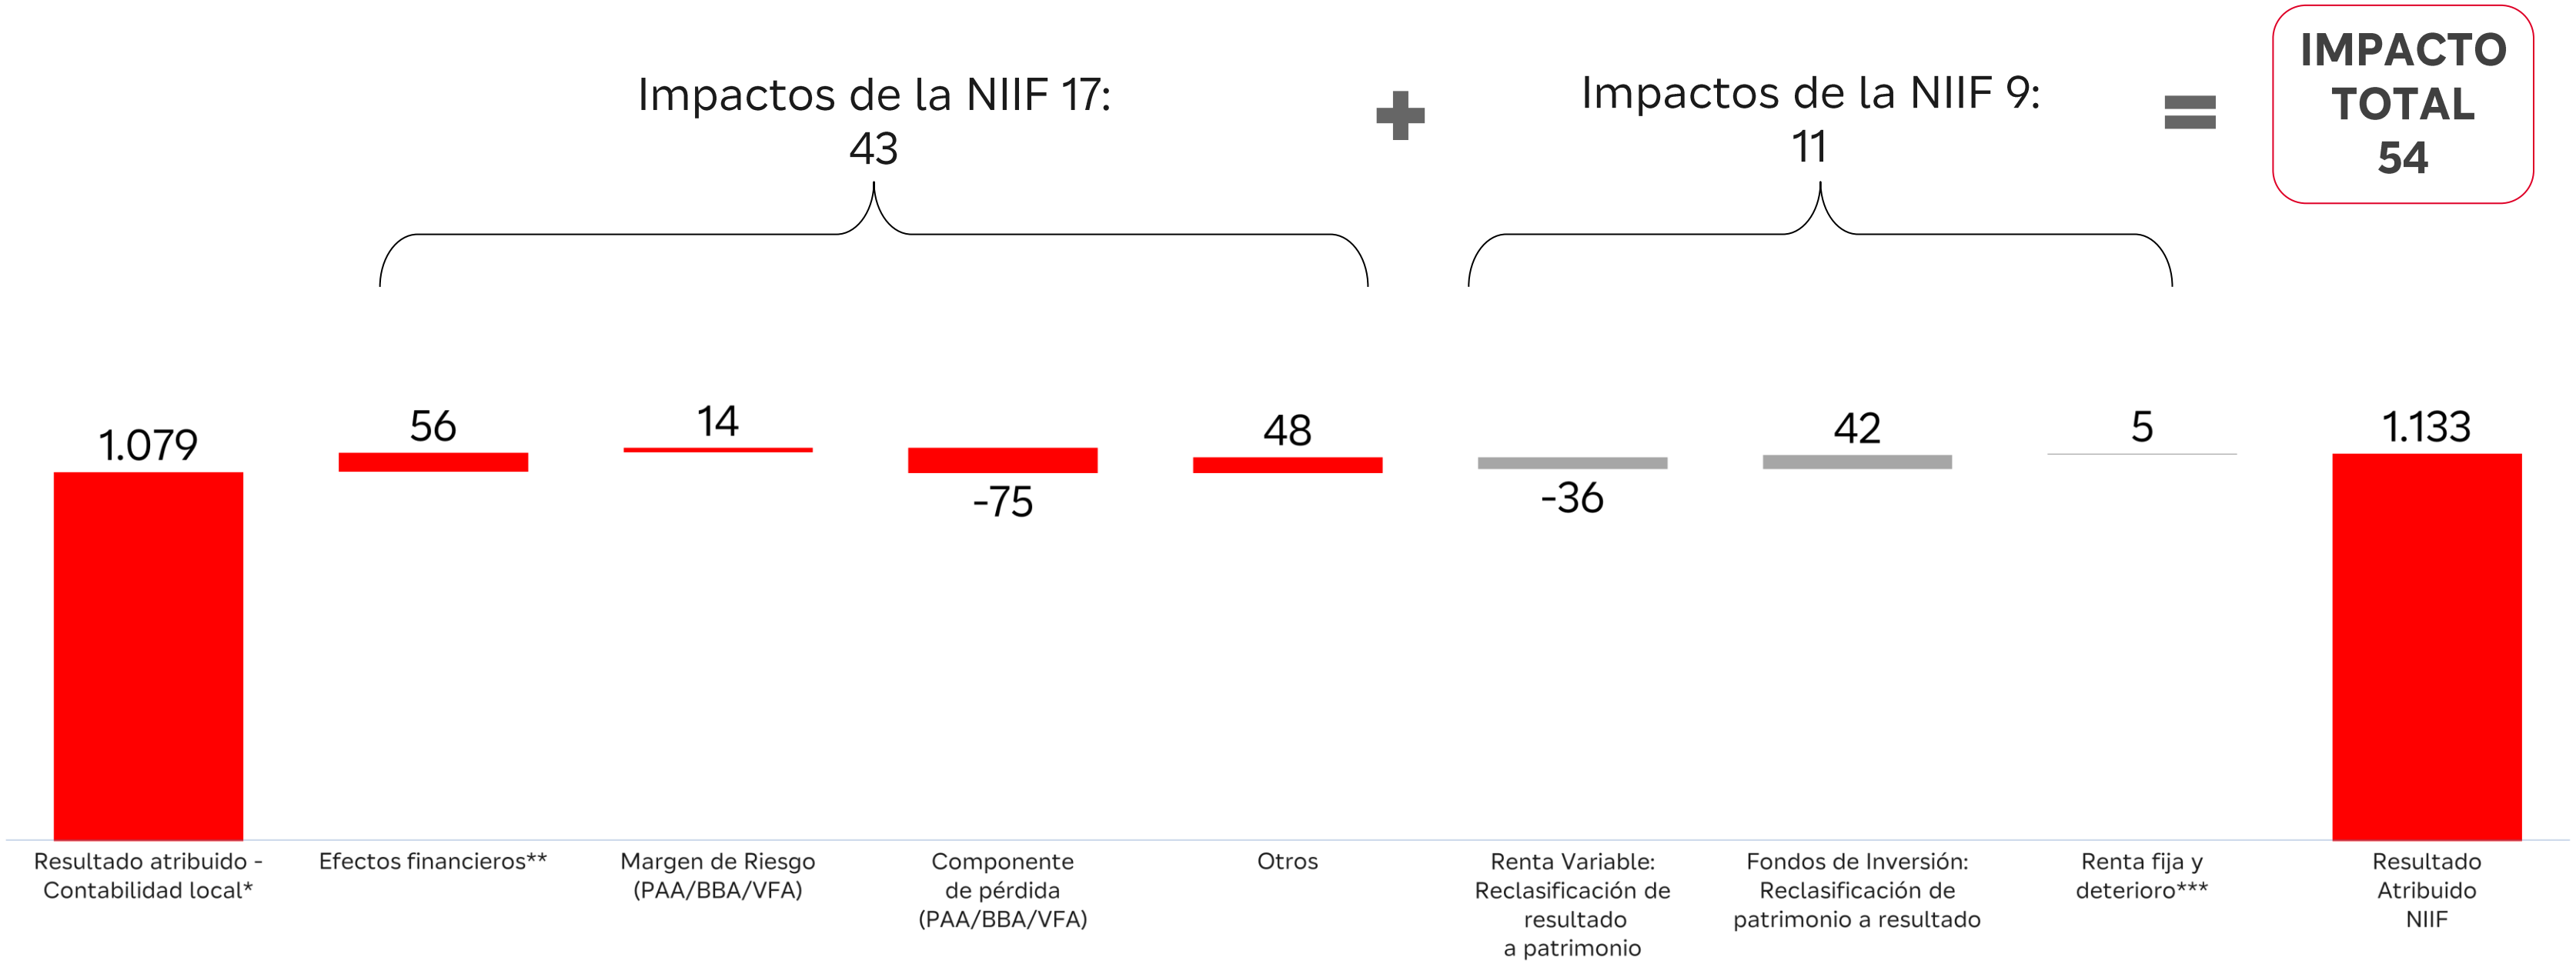 Impactos de la NIIF 17:
43
Impactos de la NIIF 9:
11
IMPACTO
TOTAL
54
1.079
56
14
-75
48
-36
42
5
1.133
Resultado atribuido -
Contabilidad local*
Efectos financieros**
Margen de Riesgo
(PAA/BBA/VFA)
Componente
de pérdida
(PAA/BBA/VFA)
Otros
Renta Variable:
Reclasificación de
resultado
a patrimonio
Fondos de Inversión:
Reclasificación de
patrimonio a resultado
Renta fija y
deterioro***
Resultado
Atribuido
NIIF